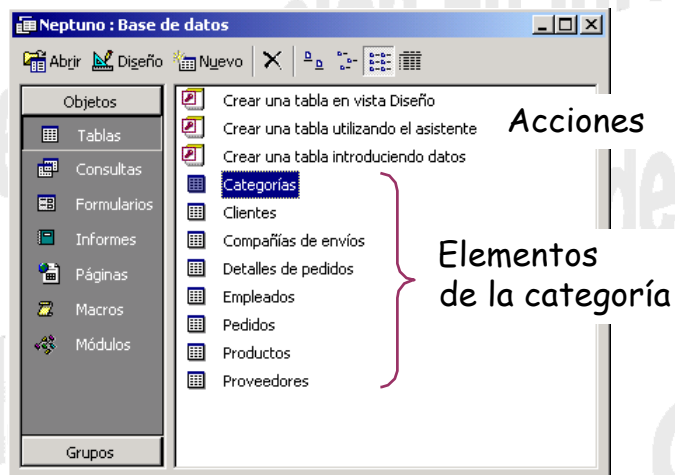 Neptuno : Base de datos
Abrir Diseño Nuevo
Objetos
Tablas
Consultas
Formularios
Informes
Páginas
Macros
Módulos
Grupos
Crear una tabla en vista Diseño
Crear una tabla utilizando el asistente
Crear una tabla introduciendo datos
Categorías
Clientes
Compañías de envíos
Detalles de pedidos
Empleados
Pedidos
Productos
Proveedores
Acciones
Elementos
de la categoría